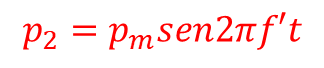 p₂ = pₘsen2πf′t